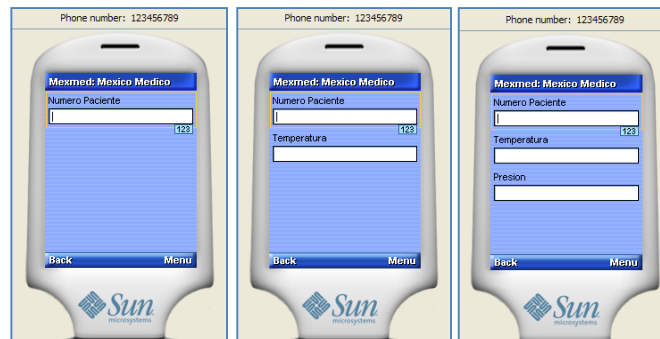 Phone number: 123456789
Mexmed: Mexico Medico
Numero Paciente
123
Back Menu
Sun
microsystems
Phone number: 123456789
Mexmed: Mexico Medico
Numero Paciente
123
Temperatura
Back Menu
Sun
microsystems
Phone number: 123456789
Mexmed: Mexico Medico
Numero Paciente
123
Temperatura
Presion
Back Menu
Sun
microsystems